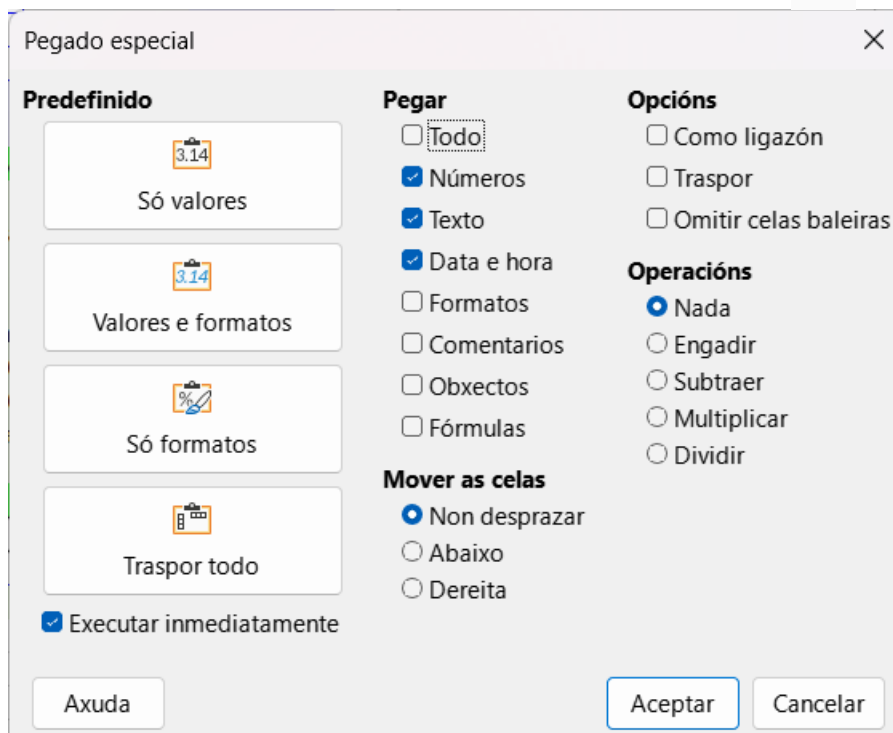 Pegado especial
Predefinido
3.14
Só valores
3.14
Valores e formatos
%
Só formatos
Traspor todo
Executar inmediatamente
Pegar
Todo
Números
Texto
Data e hora
Formatos
Comentarios
Obxectos
Fórmulas
Mover as celas
Non desprazar
Abaixo
Dereita
Opcións
Como ligazón
Traspor
Omitir celas baleiras
Operacións
Nada
Engadir
Subtraer
Multiplicar
Dividir
Axuda
Aceptar
Cancelar